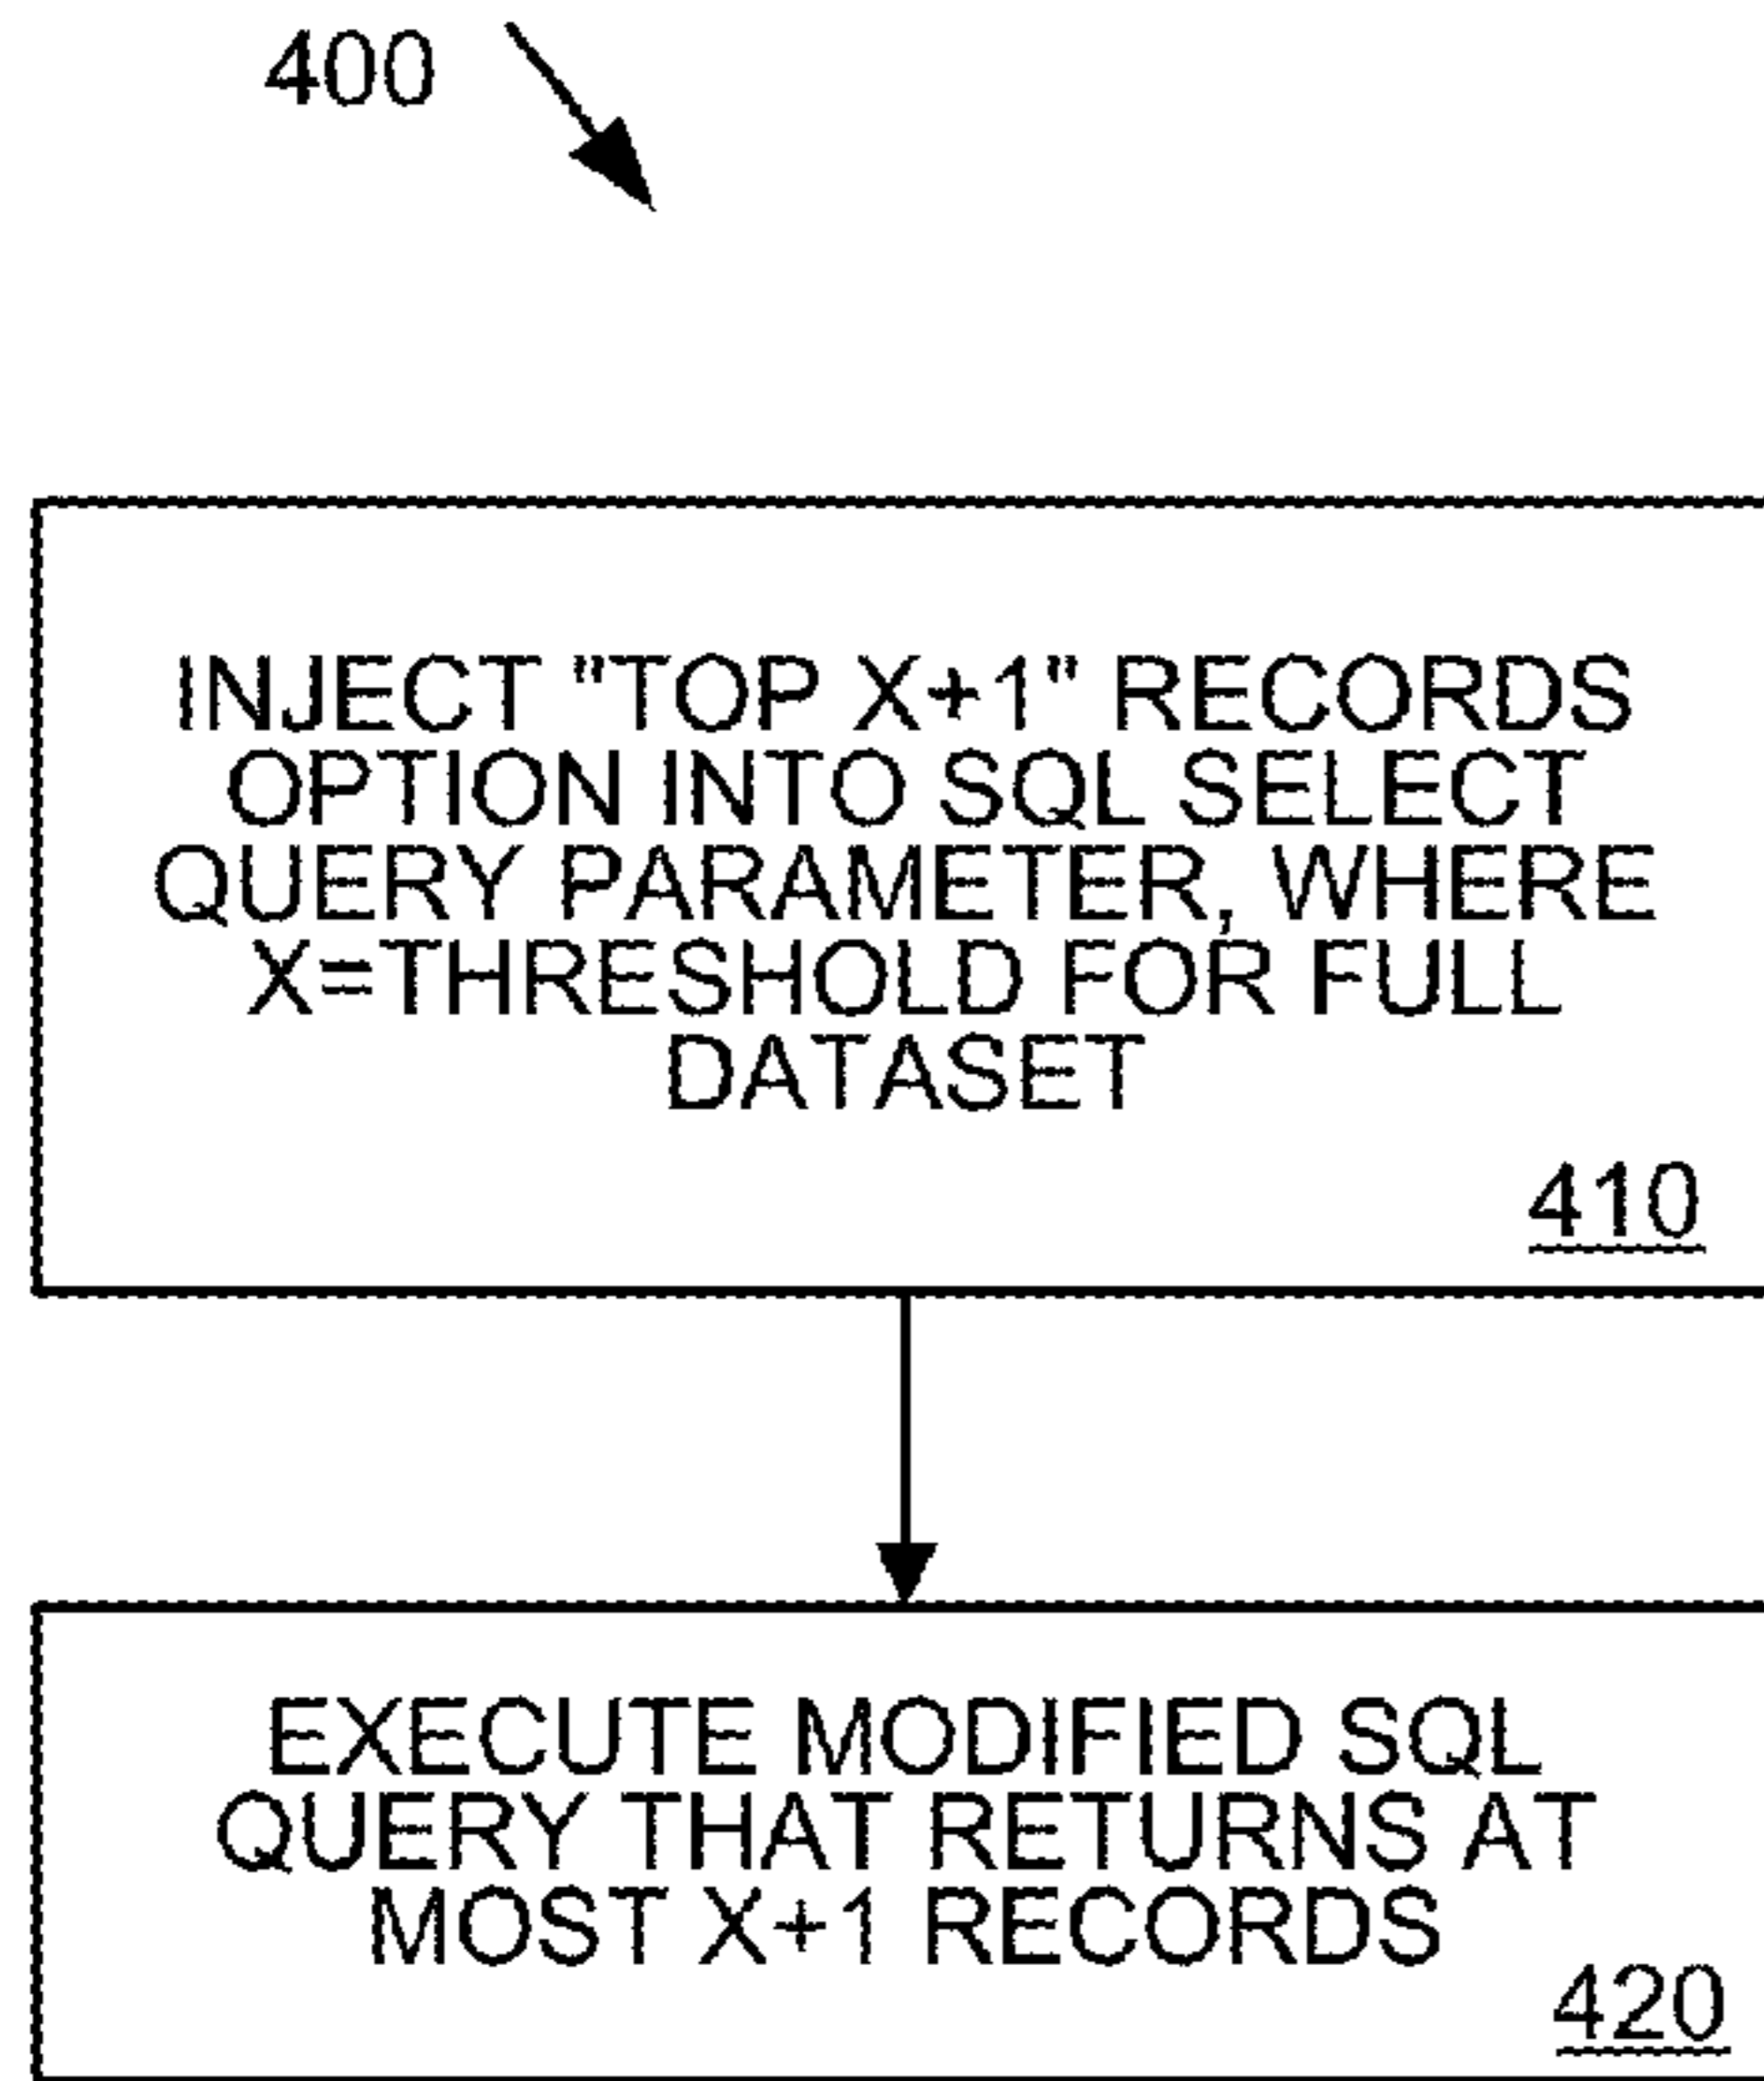 400
INJECT "TOP X+1" RECORDS
OPTION INTO SQL SELECT
QUERY PARAMETER, WHERE
X=THRESHOLD FOR FULL
DATASET
410
EXECUTE MODIFIED SQL
QUERY THAT RETURNS AT
MOST X+1 RECORDS
420